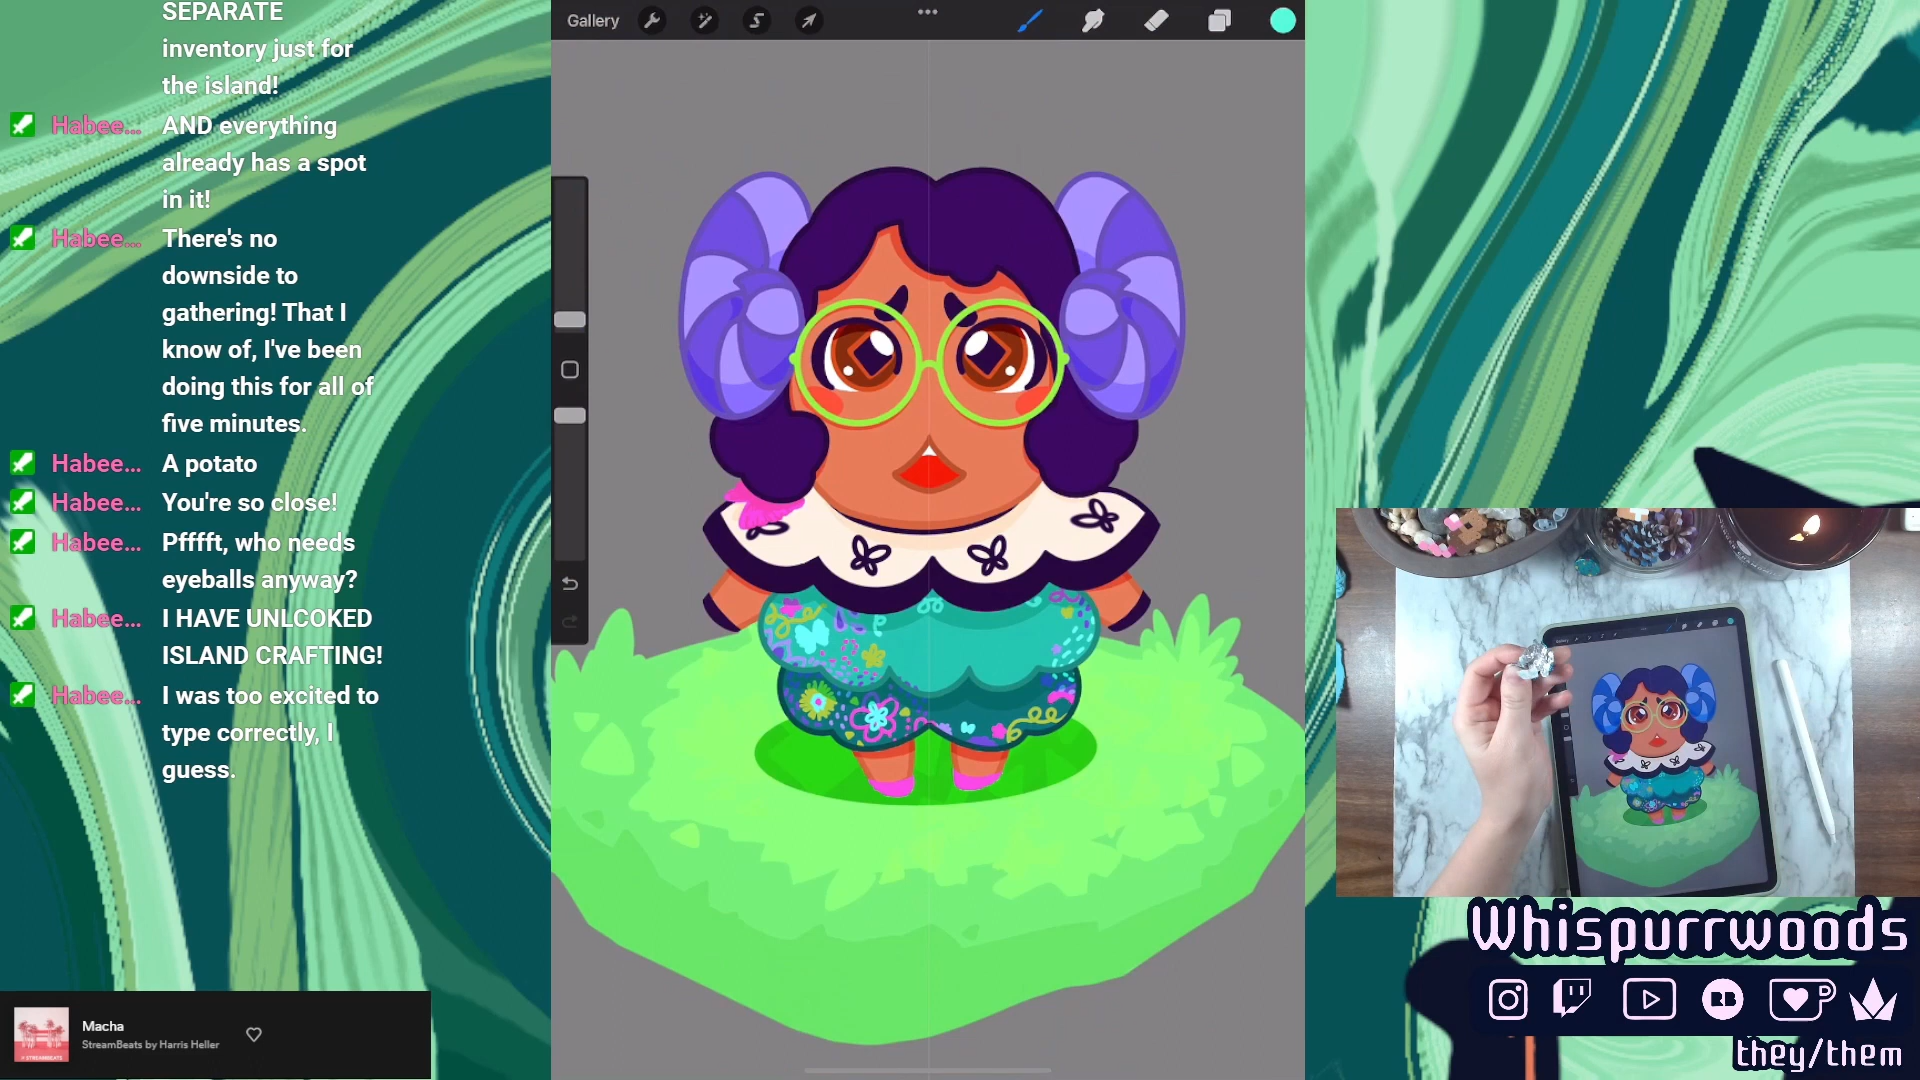 SEPARATE
inventory just for
the island!
Habee... AND everything
already has a spot
in it!
Habee... There's no
downside to
gathering! That I
know of, I've been
doing this for all of
five minutes.
Habee... A potato
Habee... You're so close!
Habee... Pfffft, who needs
eyeballs anyway?
Habee... I HAVE UNLCOKED
ISLAND CRAFTING!
Habee... I was too excited to
type correctly, I
guess.
Macha
StreamBeats by Harris Heller
Gallery
Whispurrwoods
they/them